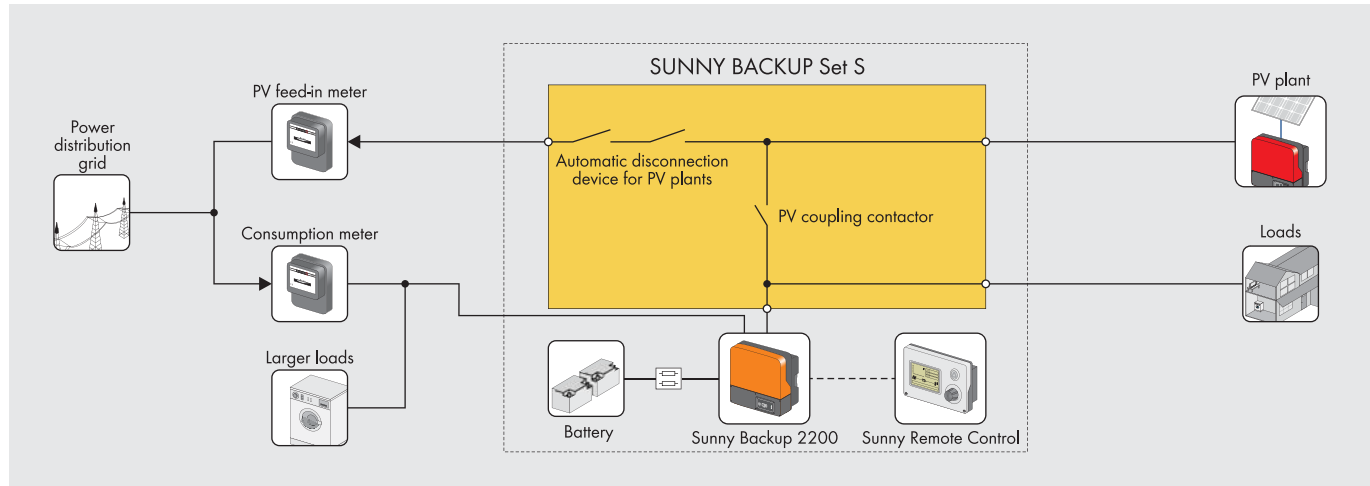 SUNNY BACKUP Set S
PV feed-in meter
PV plant
Power
distribution
grid
Automatic disconnection
device for PV plants
PV coupling contactor
Consumption meter
Loads
Larger loads
Battery
Sunny Backup 2200
Sunny Remote Control